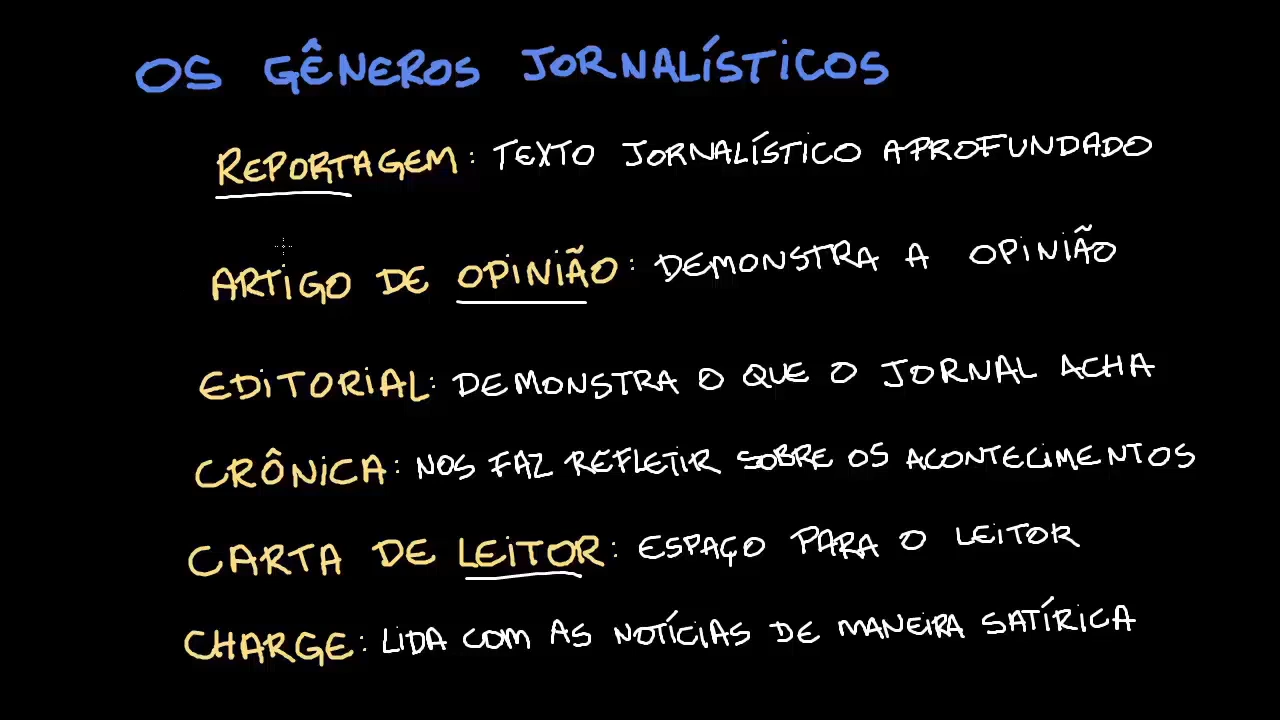 OS GÊNEROS JORNALÍSTICOS
REPORTAGEM: TEXTO JORNALÍSTICO APROFUNDADO
ARTIGO DE OPINIÃO: DEMONSTRA A OPINIÃO
EDITORIAL: DEMONSTRA O QUE O JORNAL ACHA
CRÔNICA: NOS FAZ REFLETIR SOBRE OS ACONTECIMENTOS
CARTA DE LEITOR: ESPAÇO PARA O LEITOR
CHARGE: LIDA COM AS NOTÍCIAS DE MANEIRA SATÍRICA